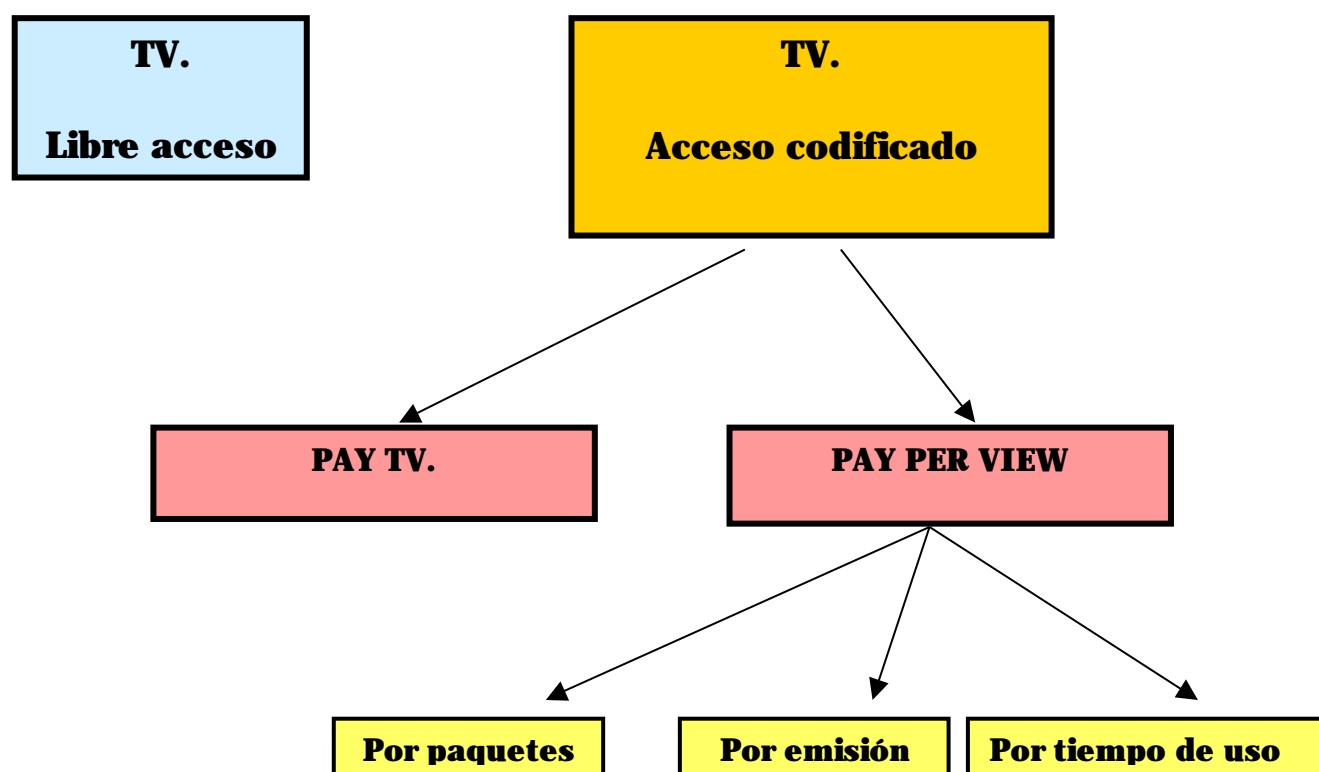 TV.
Libre acceso
TV.
Acceso codificado
PAY TV.
PAY PER VIEW
Por paquetes
Por emisión
Por tiempo de uso